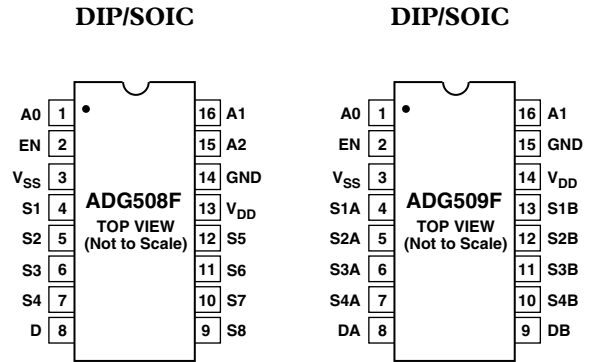 DIP/SOIC
A0 1
EN 2
VSS 3
S1 4
S2 5
S3 6
S4 7
D 8
ADG508F
TOP VIEW
(Not to Scale)
16 A1
15 A2
14 GND
13 VDD
12 S5
11 S6
10 S7
9 S8
DIP/SOIC
A0 1
EN 2
VSS 3
S1A 4
S2A 5
S3A 6
S4A 7
DA 8
ADG509F
TOP VIEW
(Not to Scale)
16 A1
15 GND
14 VDD
13 S1B
12 S2B
11 S3B
10 S4B
9 DB